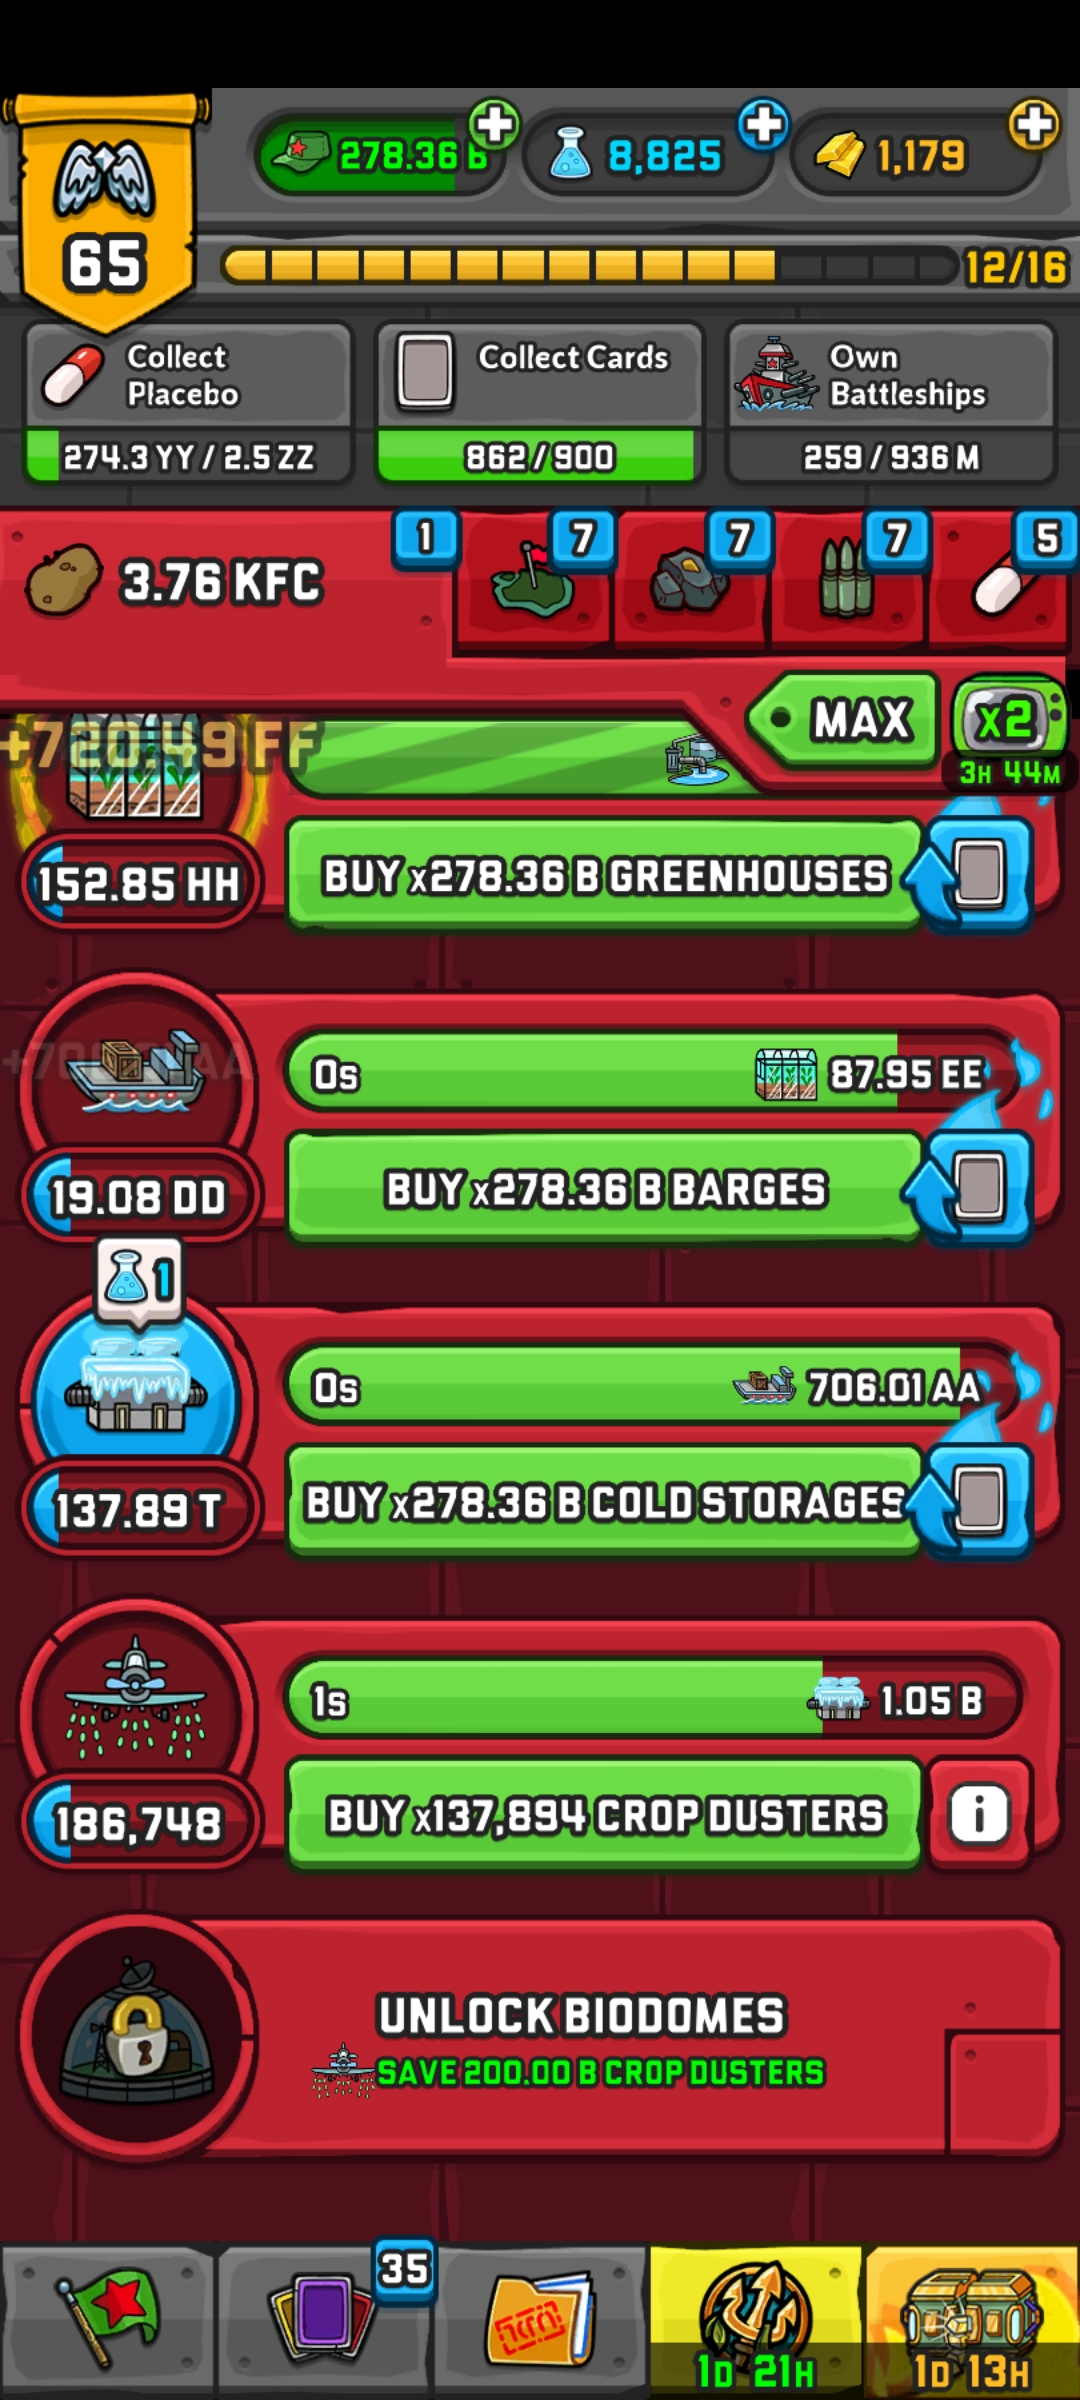 278.36 B
8,825
1,179
65
12/16
Collect
Placebo
274.3 YY / 2.5 ZZ
Collect Cards
862/900
Own
Battleships
259 / 936 M
3.76 KFC
1
7
7
7
5
MAX
x2
3H 44M
+720.49 FF
152.85 HH
BUY x278.36 B GREENHOUSES
0s
87.95 EE
19.08 DD
BUY x278.36 B BARGES
1
0s
706.01 AA
137.89 T
BUY x278.36 B COLD STORAGES
1s
1.05 B
186,748
BUY x137,894 CROP DUSTERS
i
UNLOCK BIODOMES
SAVE 200.00 B CROP DUSTERS
35
1D 21H
1D 13H